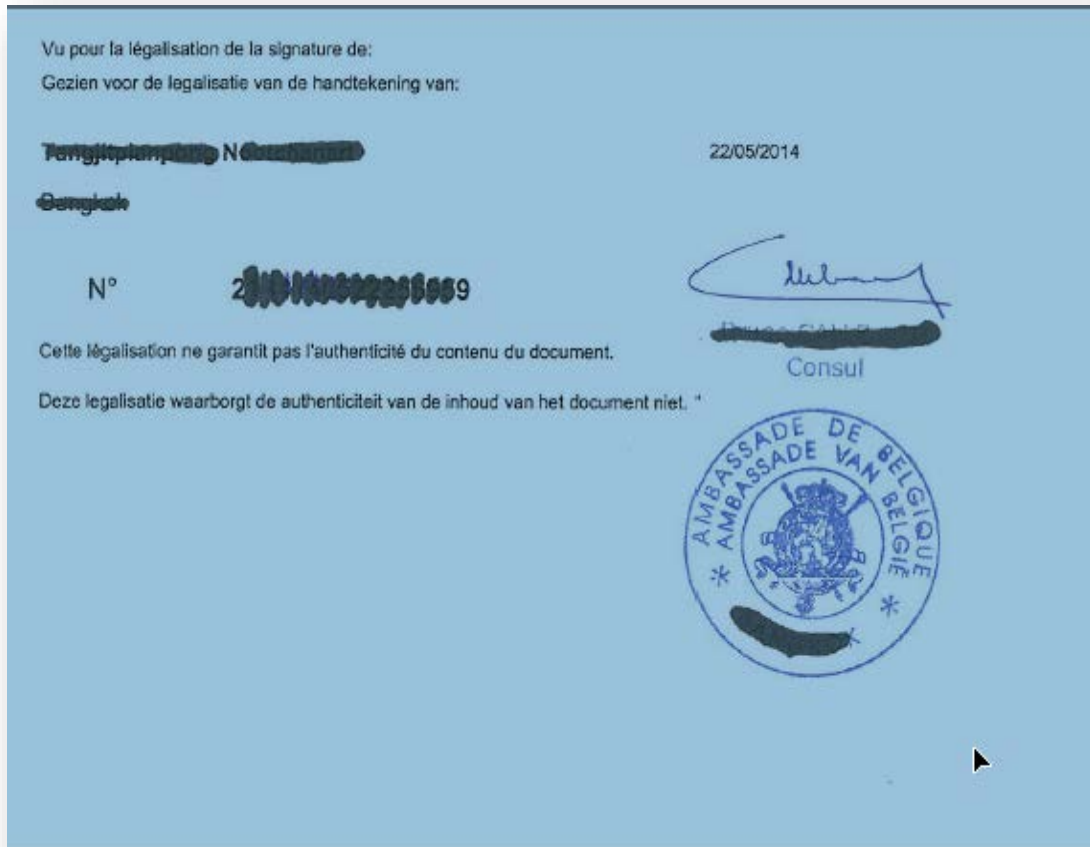 Vu pour la légalisation de la signature de:
Gezien voor de legalisatie van de handtekening van:
22/05/2014
N°
Cette légalisation ne garantit pas l'authenticité du contenu du document.
Consul
Deze legalisatie waarborgt de authenticiteit van de inhoud van het document niet. "
AMBASSADE DE BELGIQUE
AMBASSADE VAN BELGIË